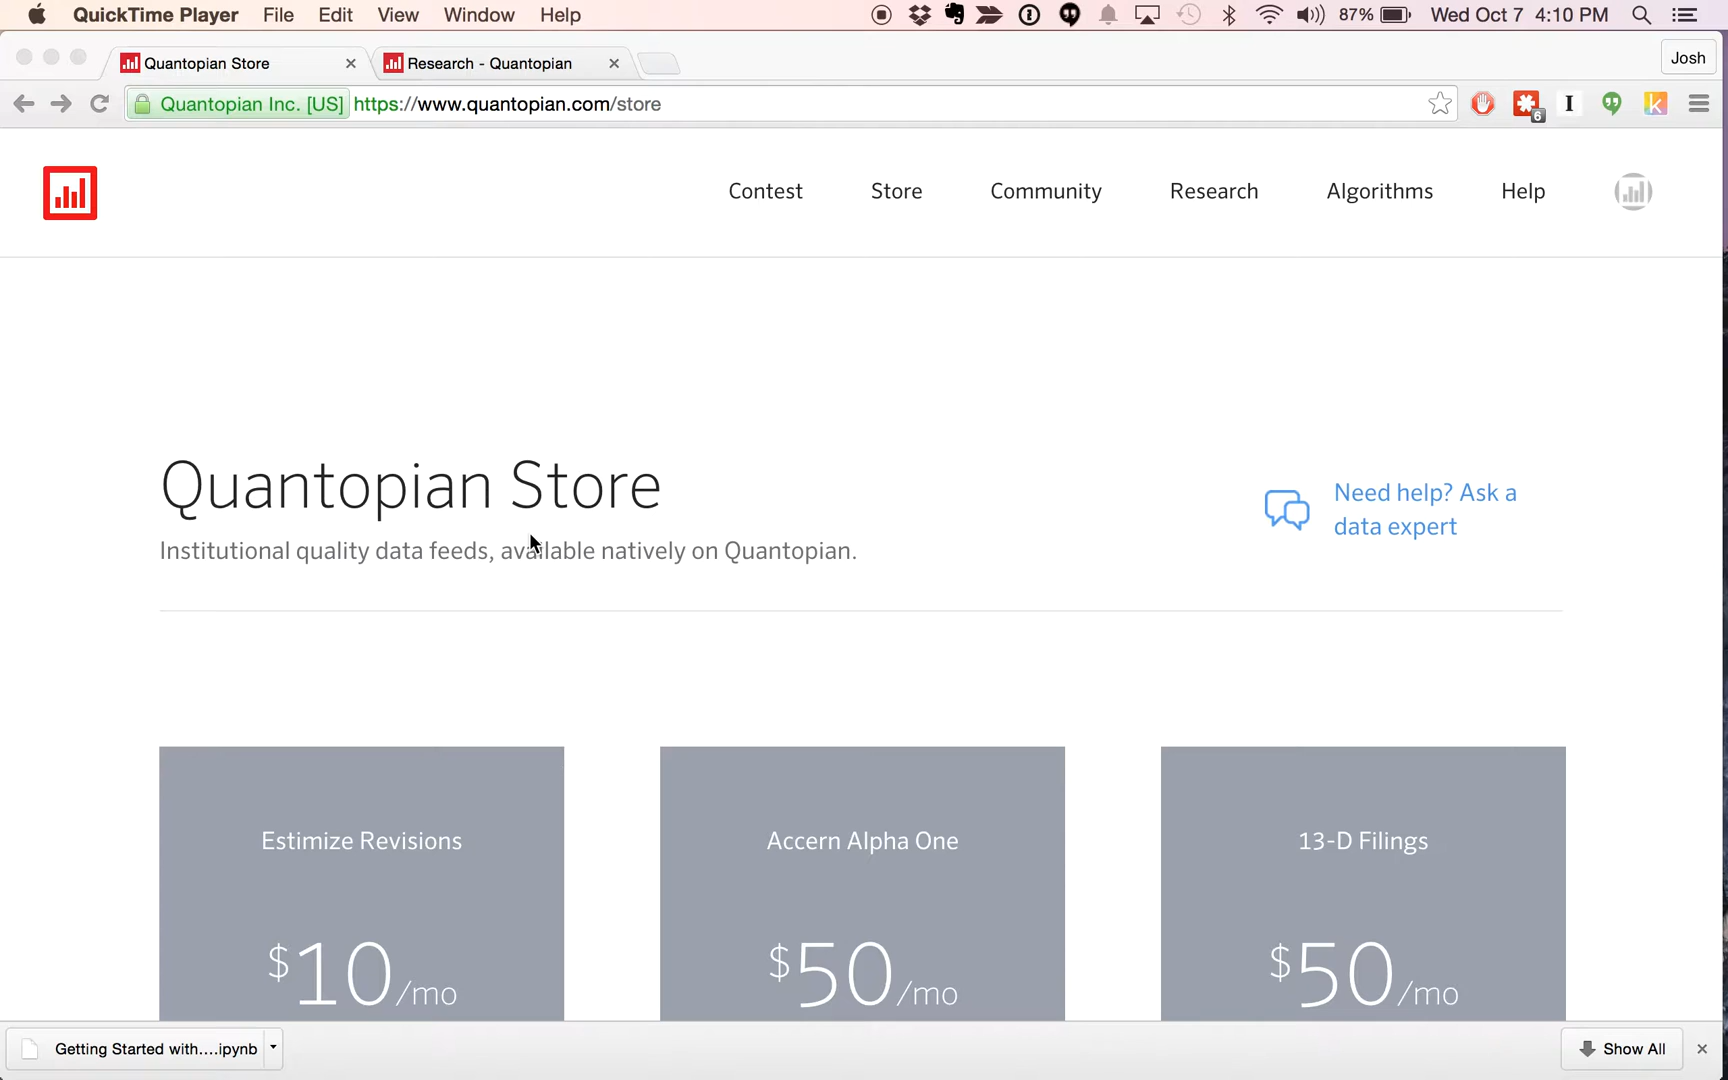 QuickTime Player File Edit View Window Help 87% Wed Oct 7 4:10 PM
Quantopian Store Research - Quantopian Josh
Quantopian Inc. [US] https://www.quantopian.com/store 6
Contest Store Community Research Algorithms Help
Quantopian Store
Institutional quality data feeds, available natively on Quantopian.
Need help? Ask a
data expert
Estimize Revisions
$10/mo
Accern Alpha One
$50/mo
13-D Filings
$50/mo
Getting Started with....ipynb Show All